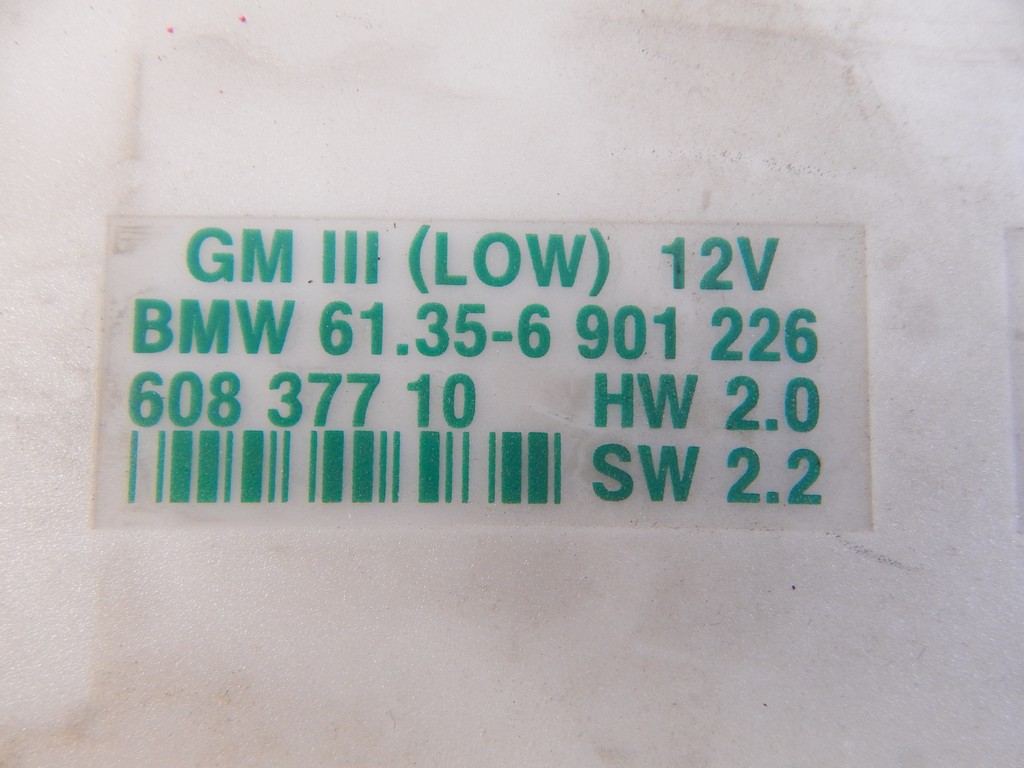 GM III (LOW) 12V
BMW 61.35-6 901 226
608 377 10 HW 2.0
SW 2.2